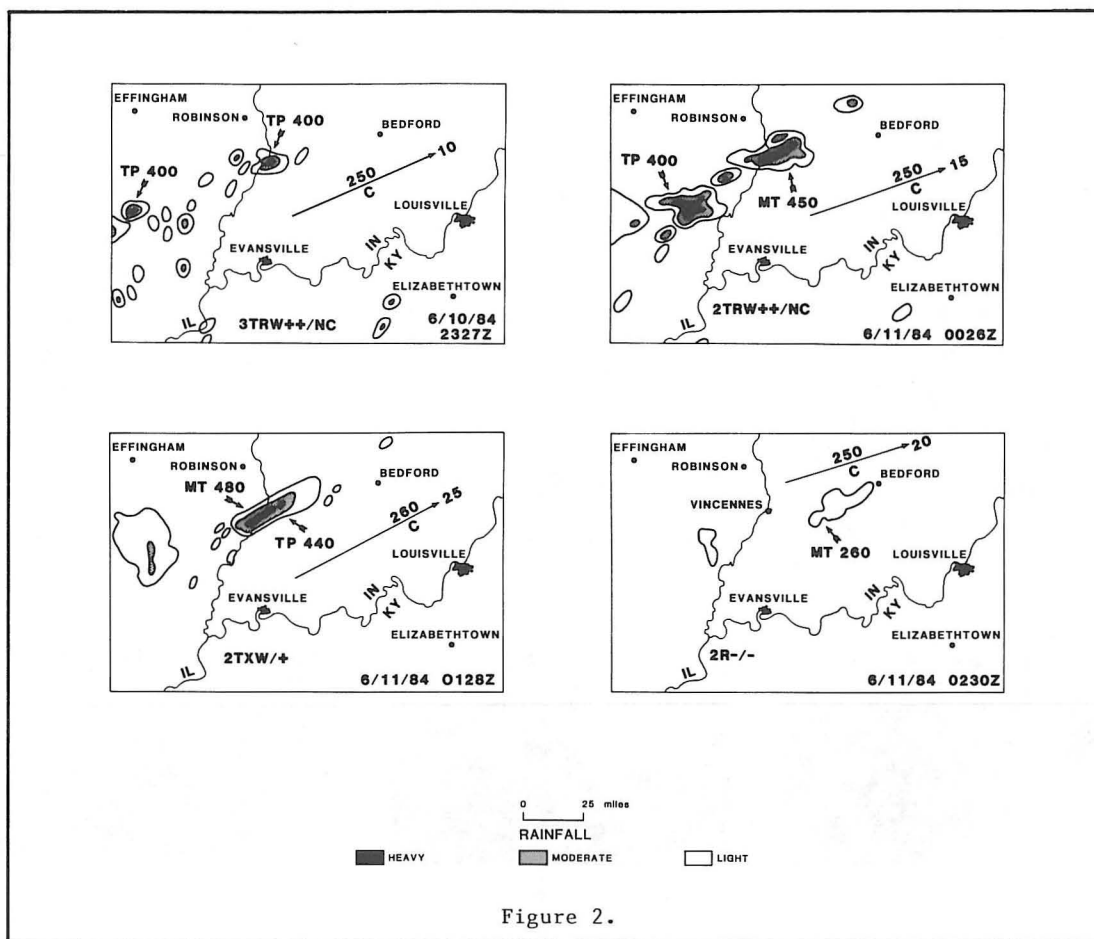 EFFINGHAM
ROBINSON
TP 400
BEDFORD
TP 400
250
10
C
LOUISVILLE
EVANSVILLE
IN
KY
ELIZABETHTOWN
IL
3TRW++/NC
6/10/84
2327Z
EFFINGHAM
ROBINSON
BEDFORD
TP 400
250
15
C
MT 450
LOUISVILLE
EVANSVILLE
IN
KY
ELIZABETHTOWN
IL
2TRW++/NC
6/11/84 0026Z
EFFINGHAM
ROBINSON
BEDFORD
MT 480
260
25
C
TP 440
LOUISVILLE
EVANSVILLE
IN
KY
ELIZABETHTOWN
IL
2TXW/+
6/11/84 0128Z
EFFINGHAM
ROBINSON
250
20
C
BEDFORD
VINCENNES
MT 260
LOUISVILLE
EVANSVILLE
IN
KY
ELIZABETHTOWN
IL
2R-/-
6/11/84 0230Z
0 25 miles
RAINFALL
HEAVY MODERATE LIGHT
Figure 2.